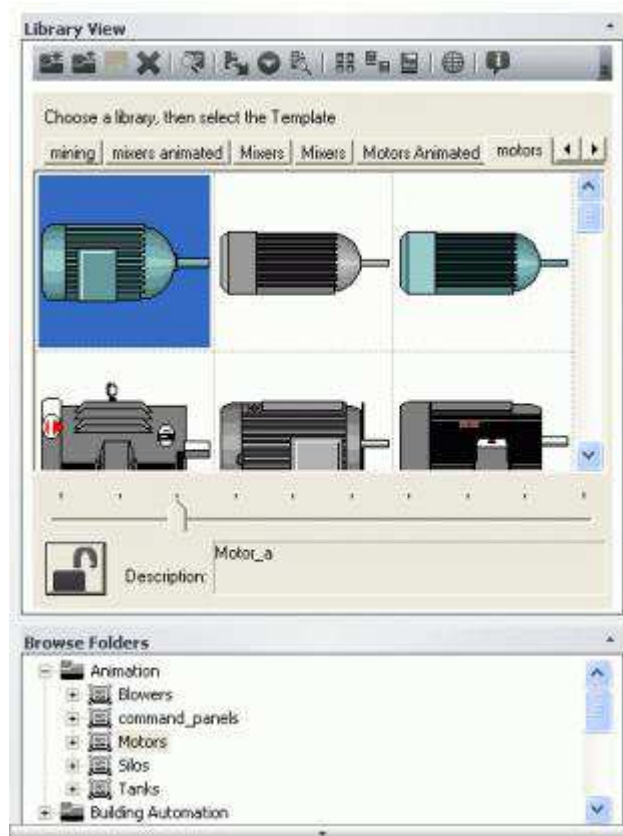 Library View
Choose a library, then select the Template
mining mixers animated Mixers Mixers Motors Animated motors
Motor_a
Description:
Browse Folders
Animation
Blowers
command_panels
Motors
Silos
Tanks
Building Automation